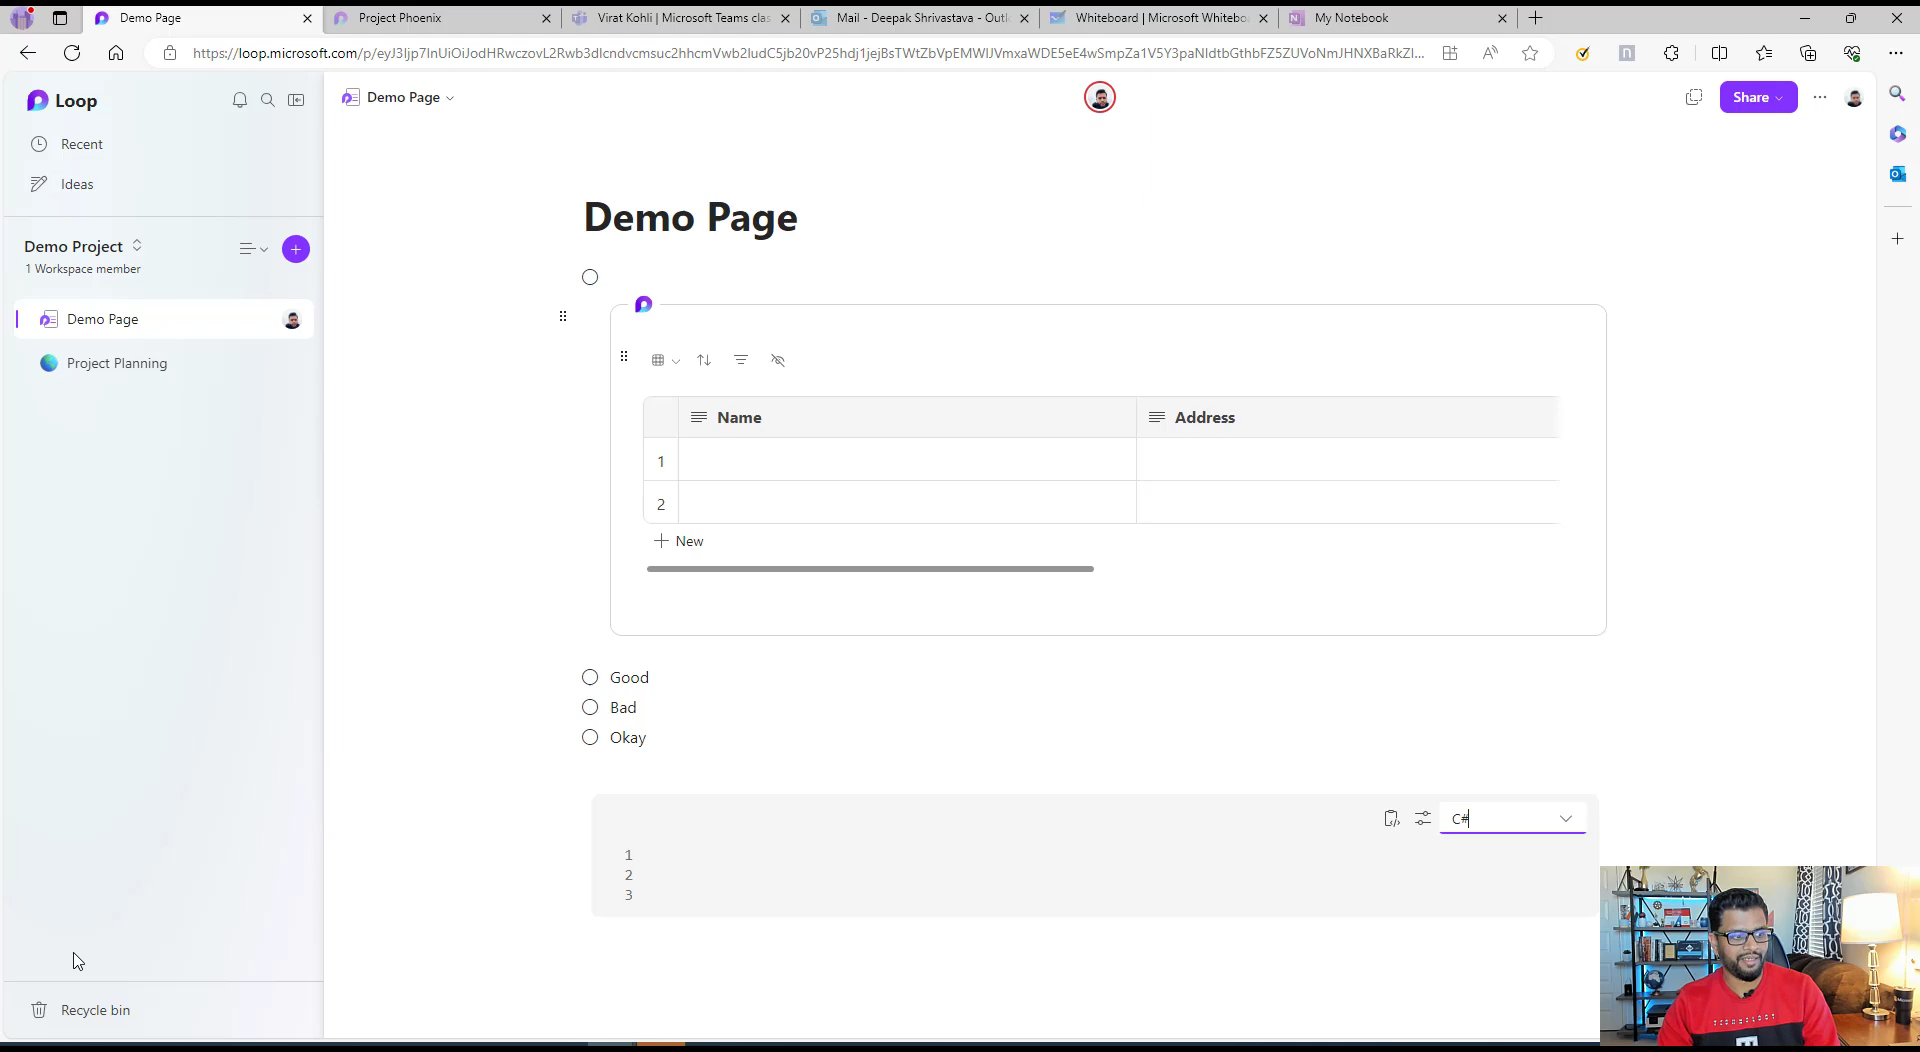 Demo Page
Project Phoenix
Virat Kohli | Microsoft Teams clas
Mail - Deepak Shrivastava - Outl
Whiteboard | Microsoft Whitebo
My Notebook
Loop
Demo Page
Share
Recent
Ideas
Demo Project
1 Workspace member
Demo Page
Project Planning
Recycle bin
Demo Page
Name
Address
1
2
New
Good
Bad
Okay
C#
1
2
3